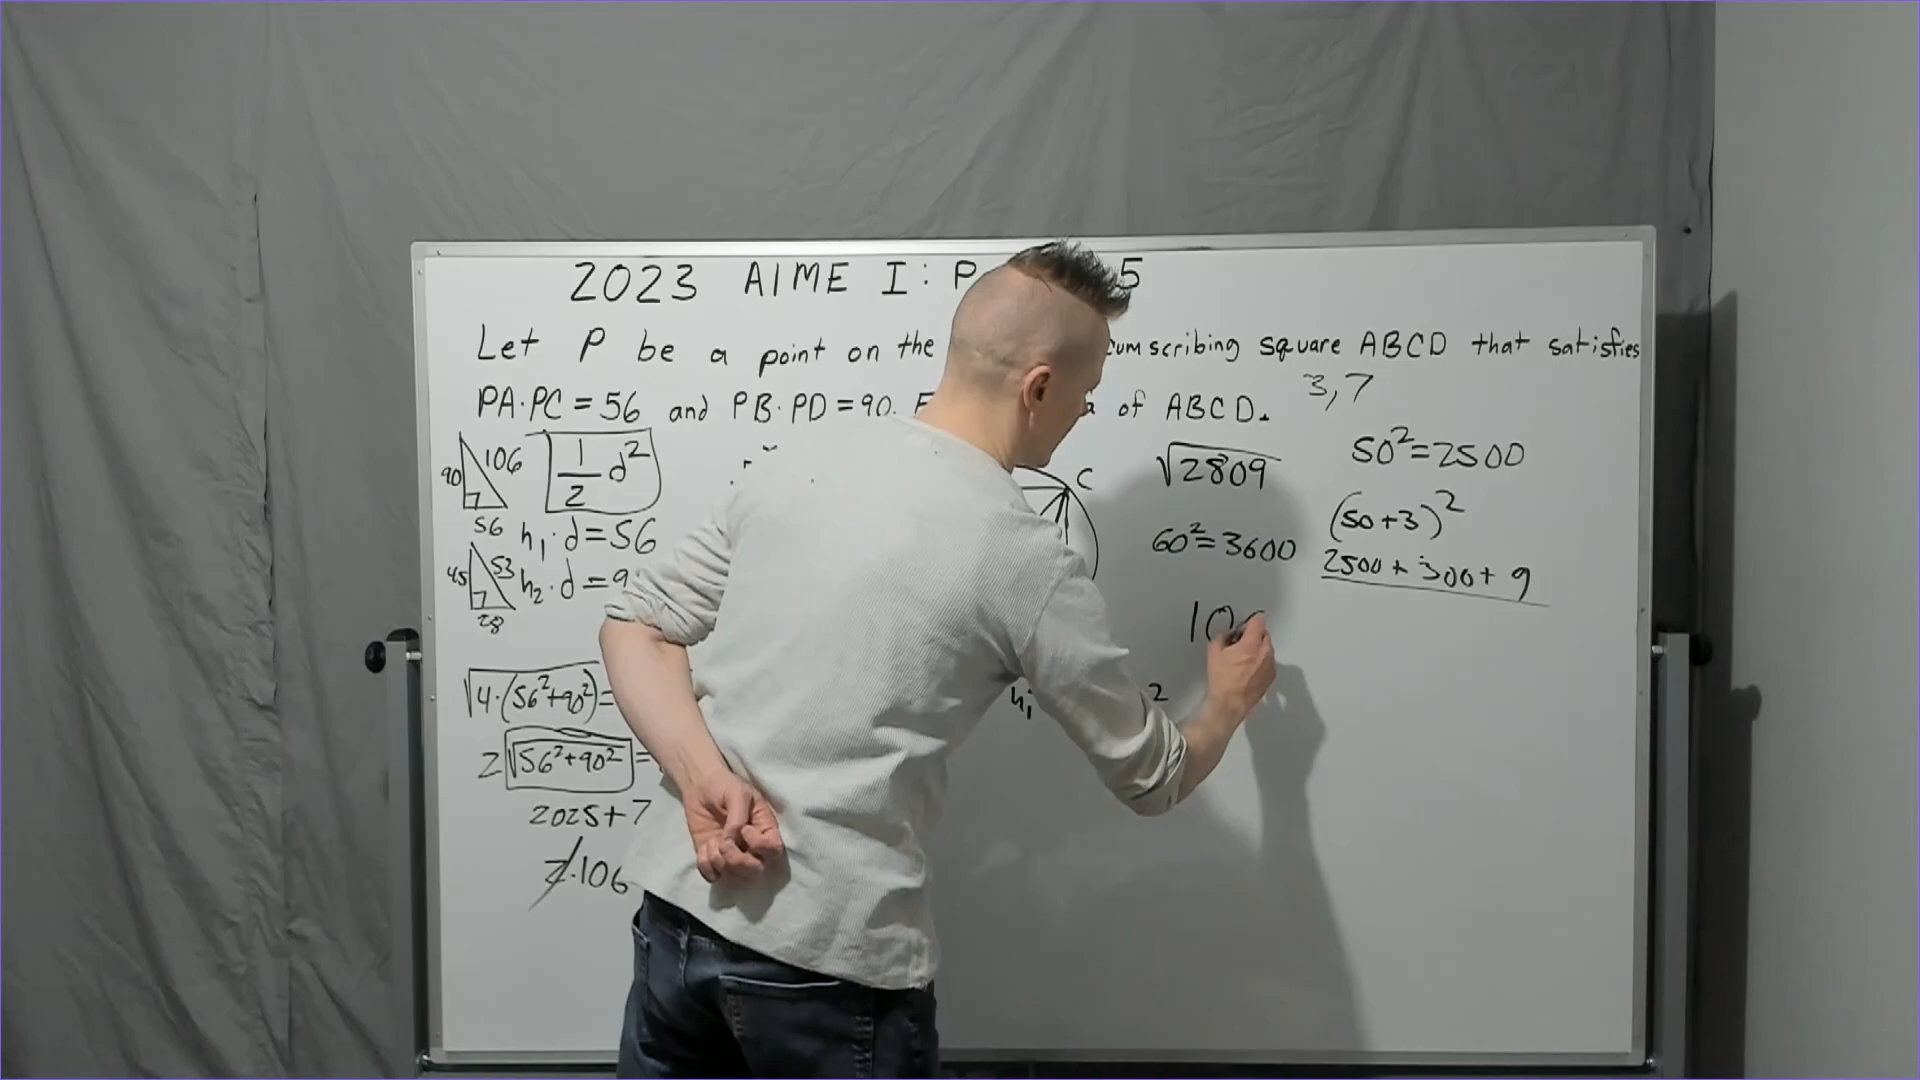 2023 AIME I: P 5
Let P be a point on the cumscribing square ABCD that satisfies
PA·PC = 56 and PB·PD = 90. of ABCD.
3,7
90 106
56
1/2 d²
h₁·d = 56
45 53
28
h₂·d = 9
√4·(56²+90²) =
2√56²+90² =
2025+7
2·106
C
h₁
2
√2809
60²=3600
10
50²=2500
(50+3)²
2500+300+9